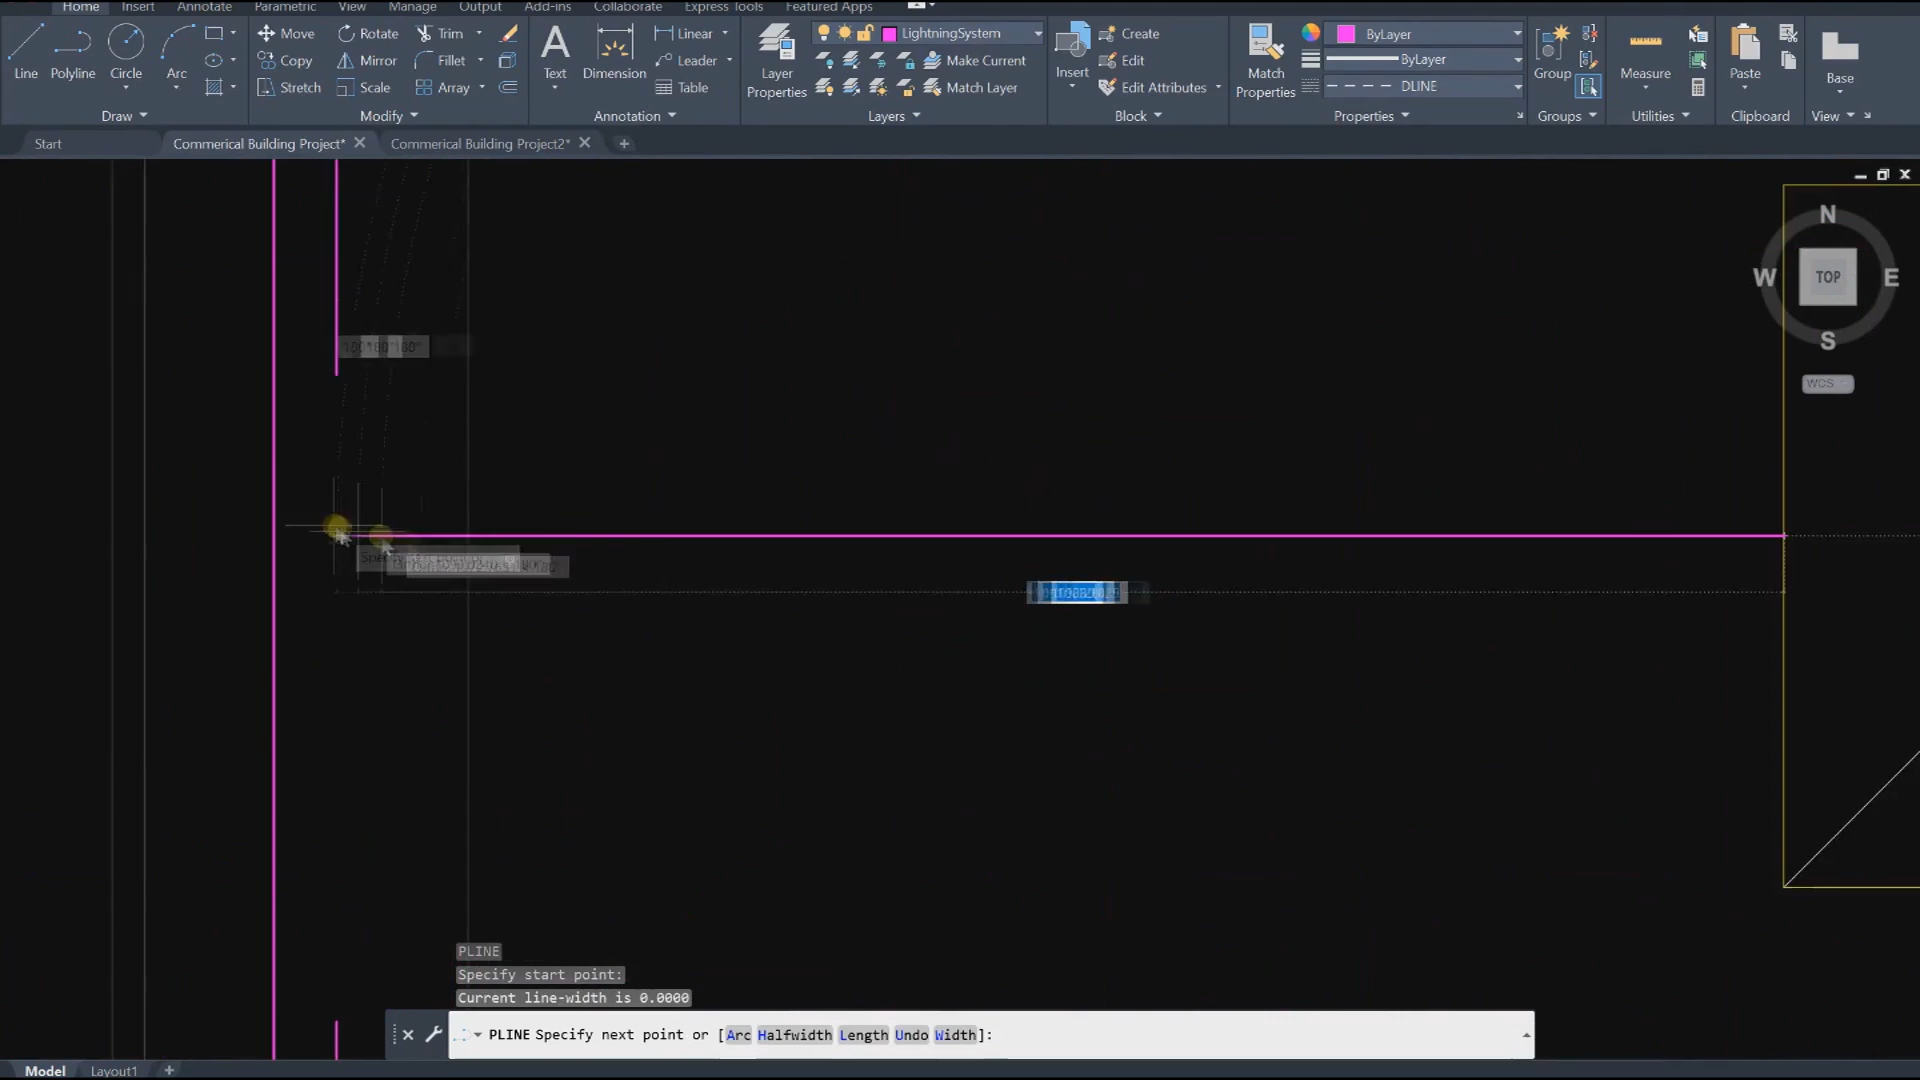 Home Insert Annotate Parametric View Manage Output Add-ins Collaborate Express Tools Featured Apps
Line Polyline Circle Arc
Move Rotate Trim
Copy Mirror Fillet
Stretch Scale Array
Text Dimension
Linear
Leader
Table
Layer Properties
LightningSystem
Make Current
Match Layer
Insert
Create
Edit
Edit Attributes
Match Properties
ByLayer
ByLayer
DLINE
Group
Measure
Paste
Base
Draw Modify Annotation Layers Block Properties Groups Utilities Clipboard View
Start Commerical Building Project* Commerical Building Project2*
N
W TOP E
S
WCS
PLINE
Specify start point:
Current line-width is 0.0000
PLINE Specify next point or [Arc Halfwidth Length Undo Width]:
Model Layout1